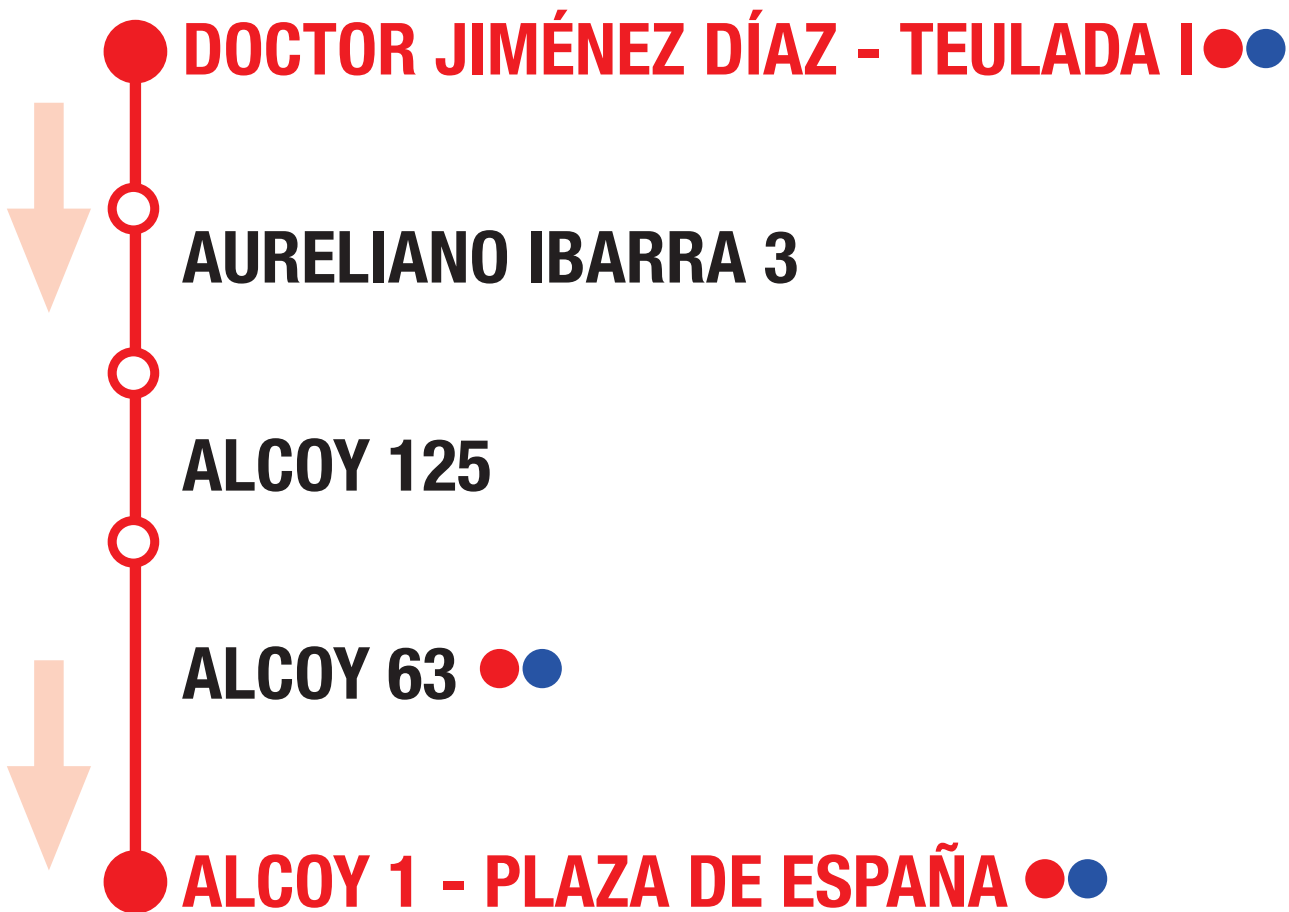 DOCTOR JIMÉNEZ DÍAZ - TEULADA I
AURELIANO IBARRA 3
ALCOY 125
ALCOY 63
ALCOY 1 - PLAZA DE ESPAÑA